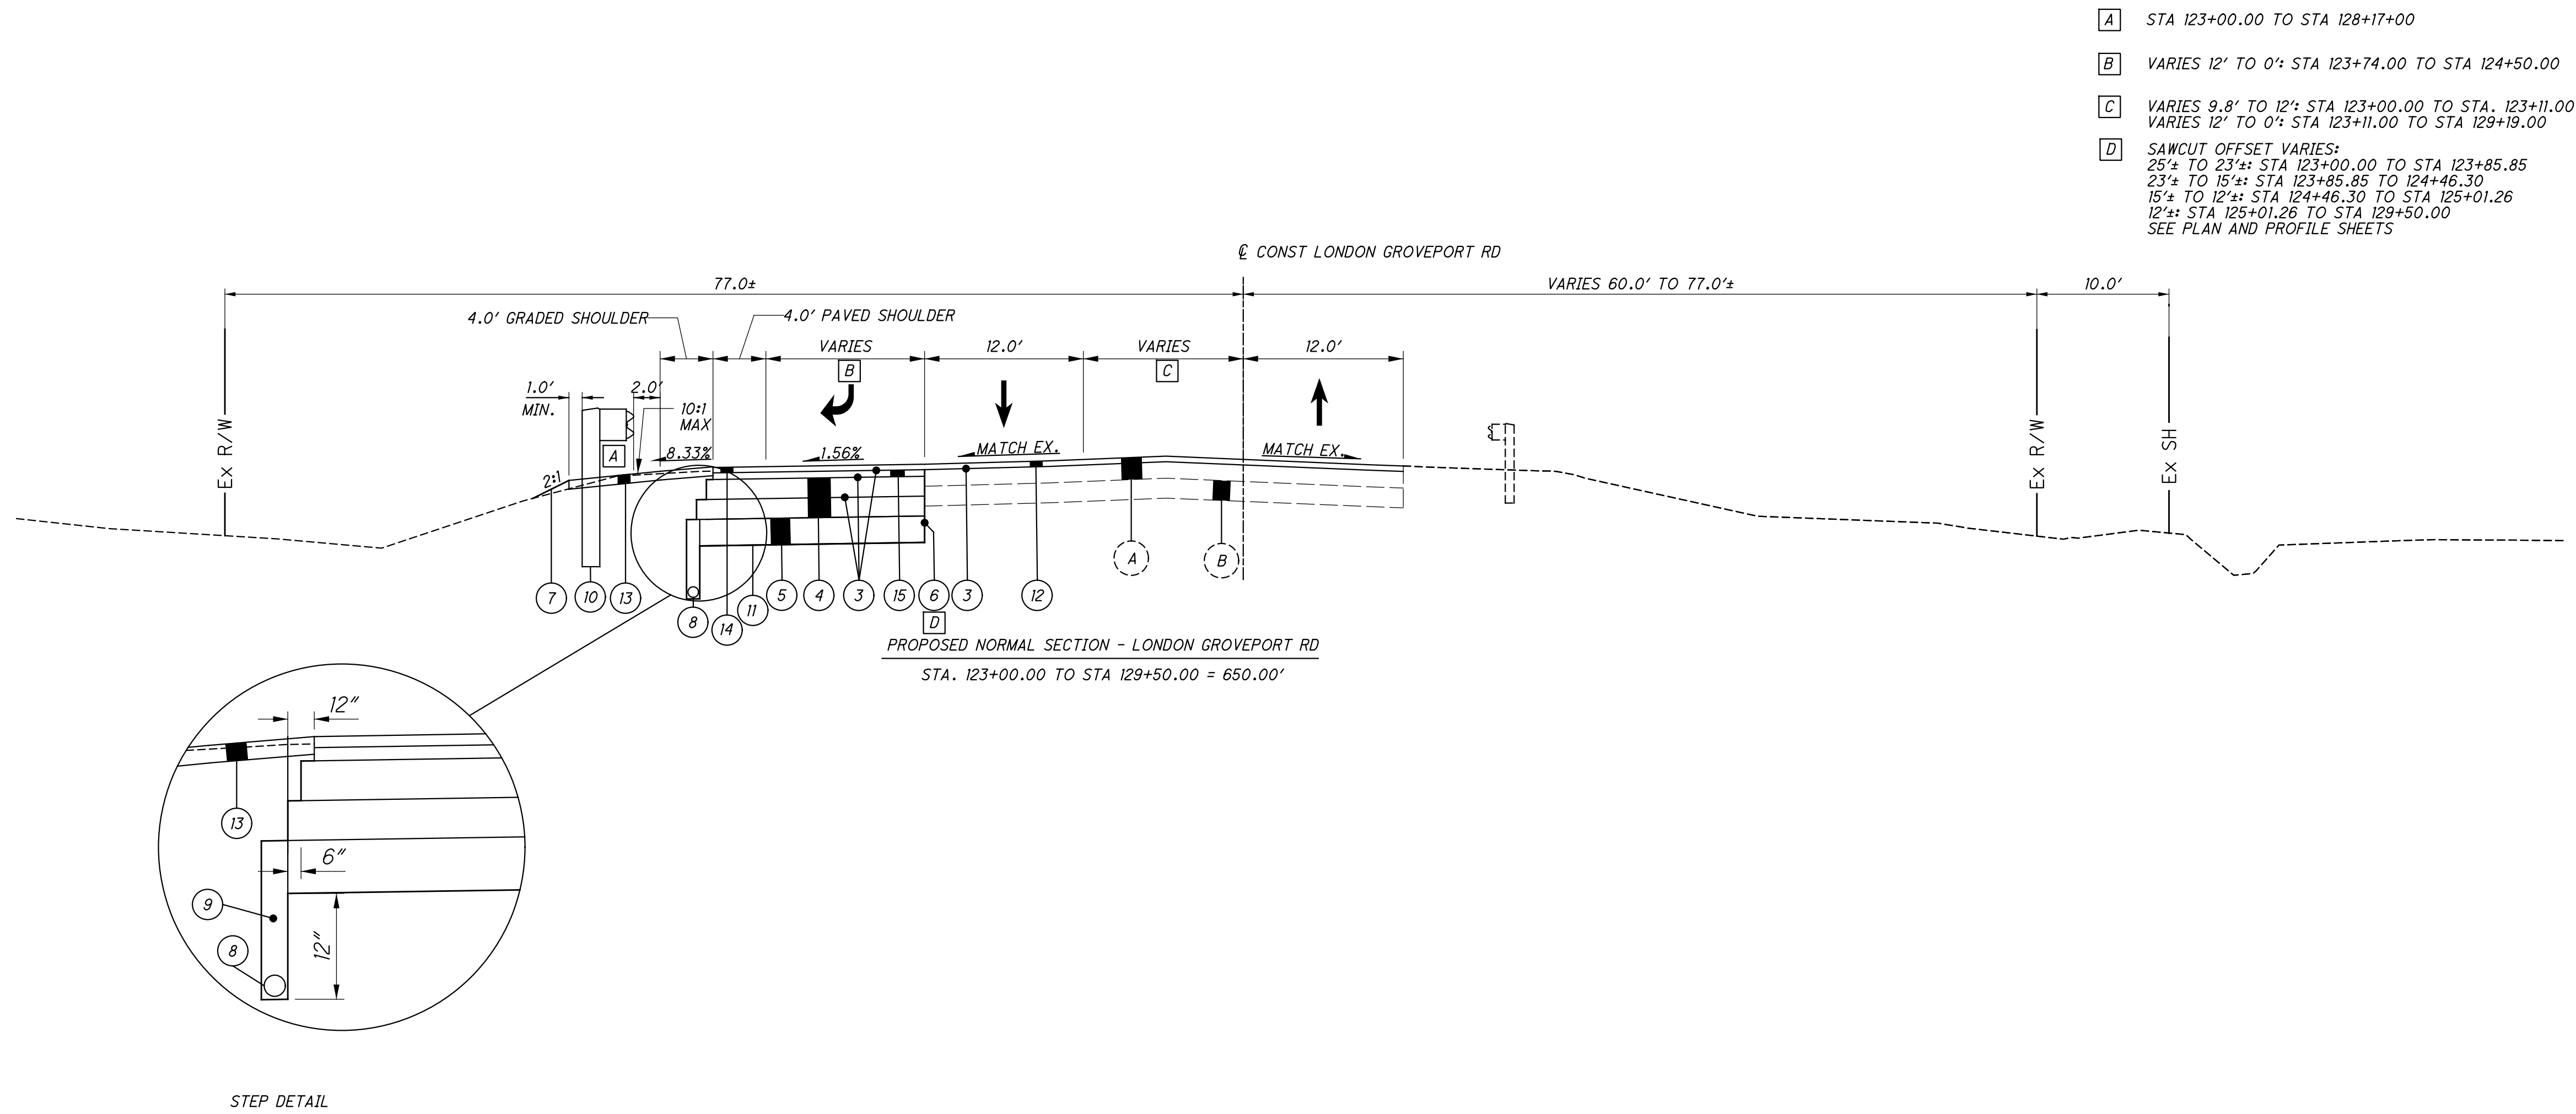 A STA 123+00.00 TO STA 128+17+00
B VARIES 12' TO 0': STA 123+74.00 TO STA 124+50.00
C VARIES 9.8' TO 12': STA 123+00.00 TO STA. 123+11.00
VARIES 12' TO 0': STA 123+11.00 TO STA 129+19.00
D SAWCUT OFFSET VARIES:
25'± TO 23'±: STA 123+00.00 TO STA 123+85.85
23'± TO 15'±: STA 123+85.85 TO 124+46.30
15'± TO 12'±: STA 124+46.30 TO STA 125+01.26
12'±: STA 125+01.26 TO STA 129+50.00
SEE PLAN AND PROFILE SHEETS
℄ CONST LONDON GROVEPORT RD
77.0±
VARIES 60.0' TO 77.0'±
10.0'
4.0' GRADED SHOULDER
4.0' PAVED SHOULDER
VARIES
B
12.0'
VARIES
C
12.0'
1.0'
MIN.
2.0'
10:1
MAX
A
8.33%
1.56%
MATCH EX.
MATCH EX.
2:1
Ex R/W
Ex R/W
Ex SH
A
B
7
10
13
8
14
11
5
4
3
15
6
3
12
D
PROPOSED NORMAL SECTION - LONDON GROVEPORT RD
STA. 123+00.00 TO STA 129+50.00 = 650.00'
12"
13
6"
9
8
12"
STEP DETAIL